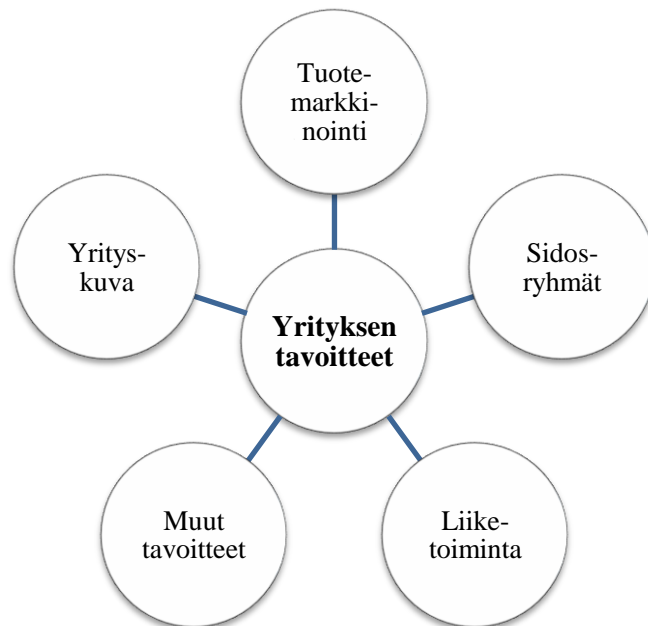 Tuote-
markki-
nointi
Yritys-
kuva
Sidos-
ryhmät
Yrityksen
tavoitteet
Muut
tavoitteet
Liike-
toiminta